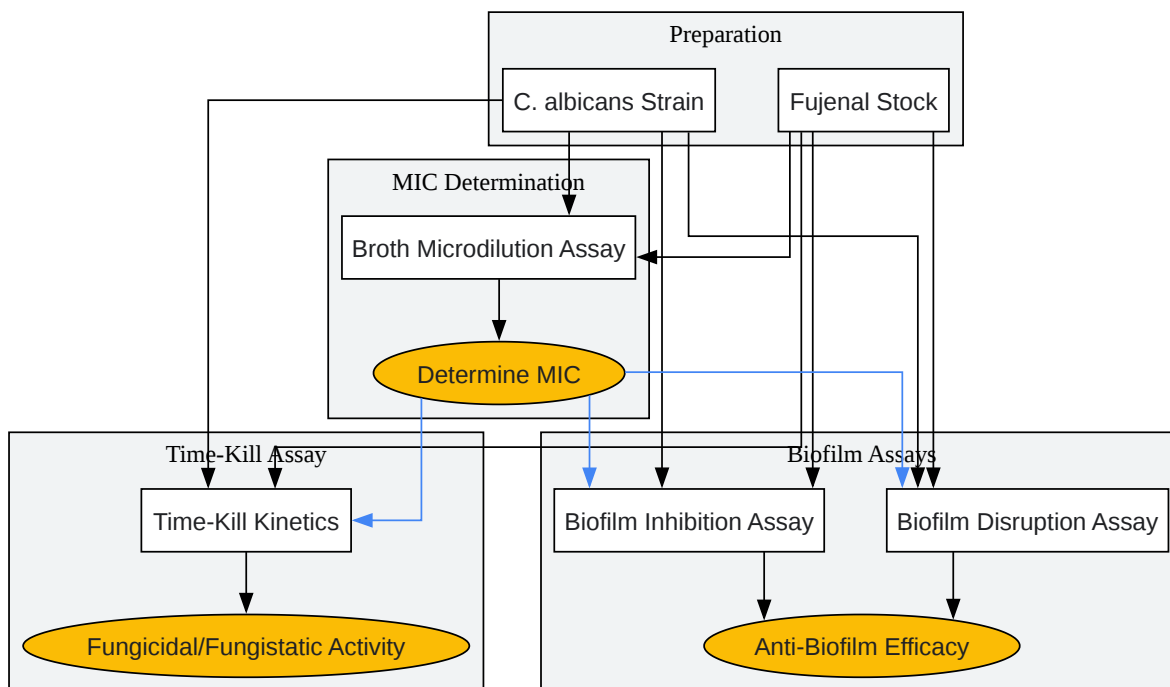 Preparation
C. albicans Strain
Fujenal Stock
MIC Determination
Broth Microdilution Assay
Determine MIC
Time-Kill Assay
Biofilm Assays
Time-Kill Kinetics
Biofilm Inhibition Assay
Biofilm Disruption Assay
Fungicidal/Fungistatic Activity
Anti-Biofilm Efficacy